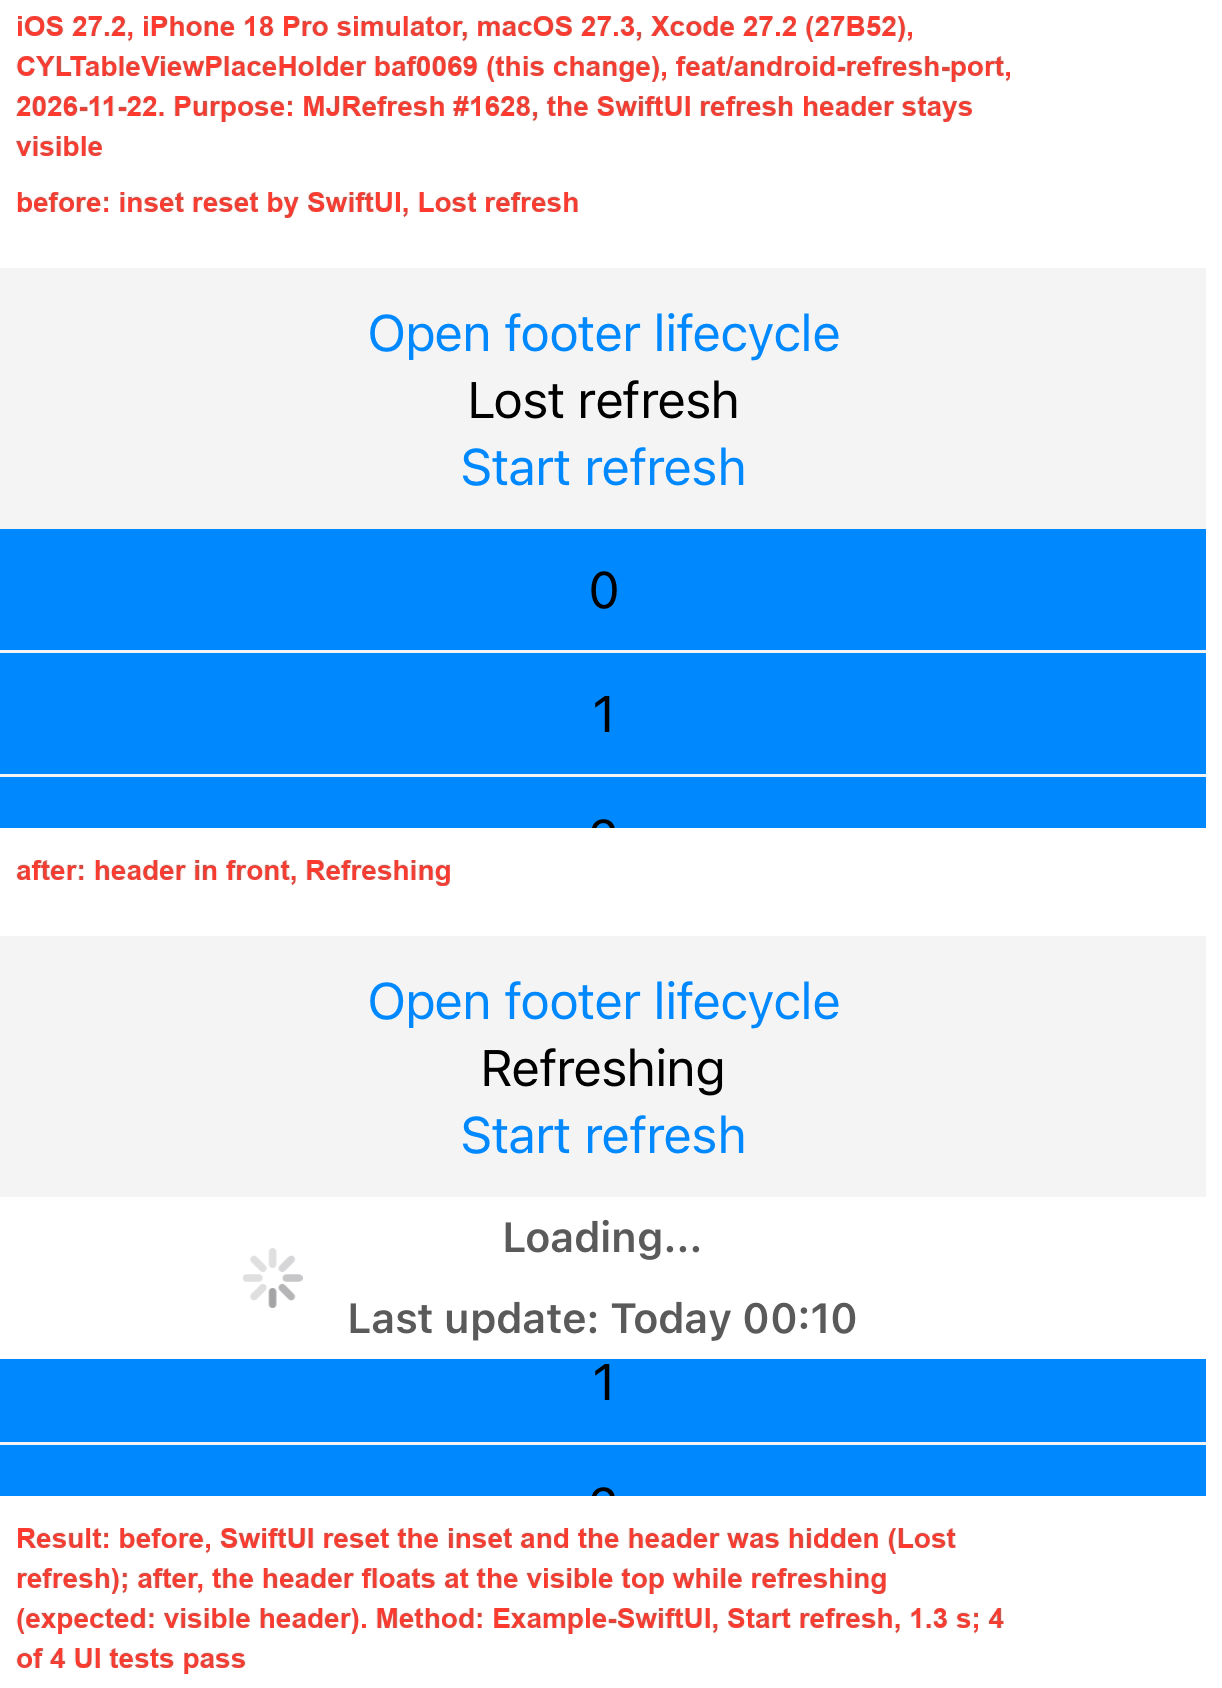 iOS 27.2, iPhone 18 Pro simulator, macOS 27.3, Xcode 27.2 (27B52),
CYLTableViewPlaceHolder baf0069 (this change), feat/android-refresh-port,
2026-11-22. Purpose: MJRefresh #1628, the SwiftUI refresh header stays
visible
before: inset reset by SwiftUI, Lost refresh
Open footer lifecycle
Lost refresh
Start refresh
0
1
after: header in front, Refreshing
Open footer lifecycle
Refreshing
Start refresh
Loading...
Last update: Today 00:10
1
Result: before, SwiftUI reset the inset and the header was hidden (Lost
refresh); after, the header floats at the visible top while refreshing
(expected: visible header). Method: Example-SwiftUI, Start refresh, 1.3 s; 4
of 4 UI tests pass